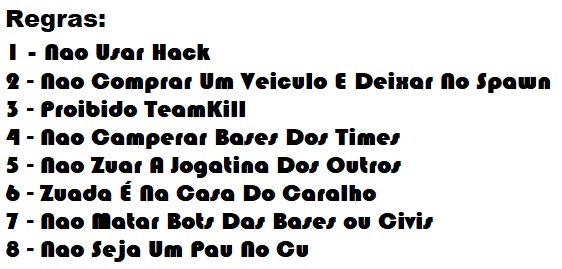 Regras:
1 - Nao Usar Hack
2 - Nao Comprar Um Veiculo E Deixar No Spawn
3 - Proibido TeamKill
4 - Nao Camperar Bases Dos Times
5 - Nao Zuar A Jogatina Dos Outros
6 - Zuada É Na Casa Do Caralho
7 - Nao Matar Bots Das Bases ou Civis
8 - Nao Seja Um Pau No Cu